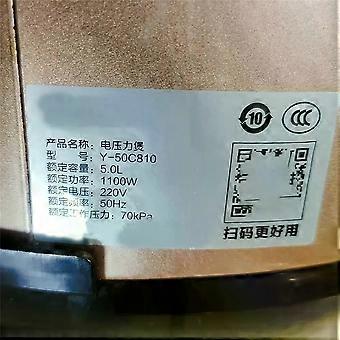 产品名称：电压力煲
型　　号：Y-50C810
额定容量：5.0L
额定功率：1100W
额定电压：220V
额定频率：50Hz
额定工作压力：70kPa
10
CCC
扫码更好用